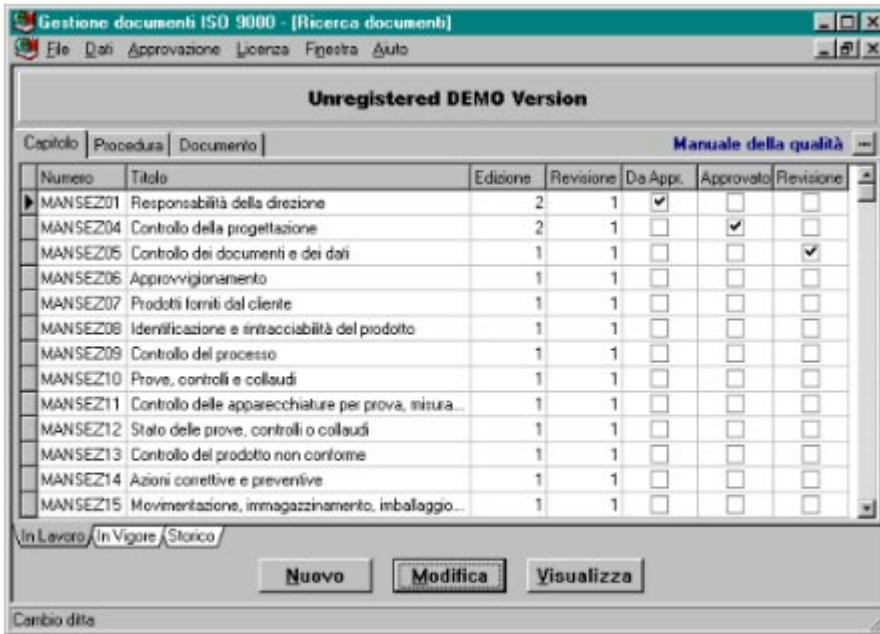 Gestione documenti ISO 9000 - [Ricerca documenti]
File Dati Approvazione Licenza Finestra Aiuto
Unregistered DEMO Version
Capitolo Procedura Documento Manuale della qualità ...
Numero Titolo Edizione Revisione Da Appr. Approvato Revisione
MANSEZ01 Responsabilità della direzione 2 1
MANSEZ04 Controllo della progettazione 2 1
MANSEZ05 Controllo dei documenti e dei dati 1 1
MANSEZ06 Approvvigionamento 1 1
MANSEZ07 Prodotti forniti dal cliente 1 1
MANSEZ08 Identificazione e rintracciabilità del prodotto 1 1
MANSEZ09 Controllo del processo 1 1
MANSEZ10 Prove, controlli e collaudi 1 1
MANSEZ11 Controllo delle apparecchiature per prova, misura... 1 1
MANSEZ12 Stato delle prove, controlli o collaudi 1 1
MANSEZ13 Controllo del prodotto non conforme 1 1
MANSEZ14 Azioni correttive e preventive 1 1
MANSEZ15 Movimentazione, immagazzinamento, imballaggio... 1 1
In Lavoro In Vigore Storico
Nuovo Modifica Visualizza
Cambio ditta